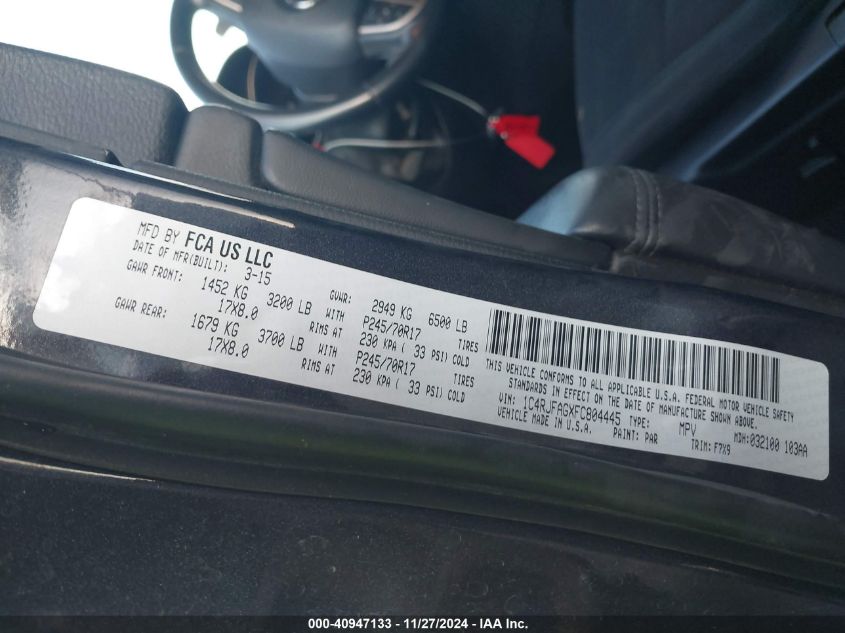 MFD BY FCA US LLC
DATE OF MFR(BUILT): 3-15
GAWR FRONT: 1452 KG 3200 LB WITH P245/70R17 TIRES
17X8.0 RIMS AT 230 KPA ( 33 PSI) COLD
GVWR: 2949 KG 6500 LB
GAWR REAR: 1679 KG 3700 LB WITH P245/70R17 TIRES
17X8.0 RIMS AT 230 KPA ( 33 PSI) COLD
THIS VEHICLE CONFORMS TO ALL APPLICABLE U.S.A. FEDERAL MOTOR VEHICLE SAFETY
STANDARDS IN EFFECT ON THE DATE OF MANUFACTURE SHOWN ABOVE.
VIN: 1C4RJFAGXFC804445 TYPE: MPV MDH:032100 103AA
VEHICLE MADE IN U.S.A. PAINT: PAR TRIM: F7X9
000-40947133 - 11/27/2024 - IAA Inc.